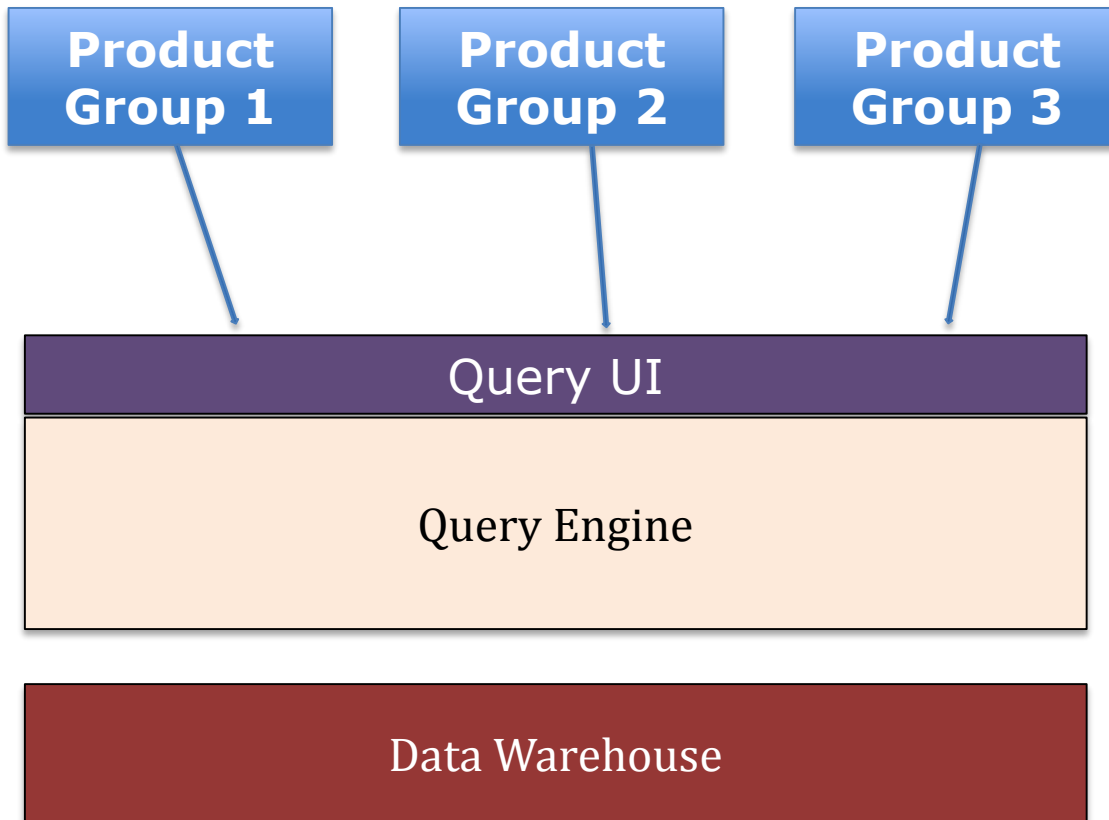 Product
Group 1
Product
Group 2
Product
Group 3
Query UI
Query Engine
Data Warehouse